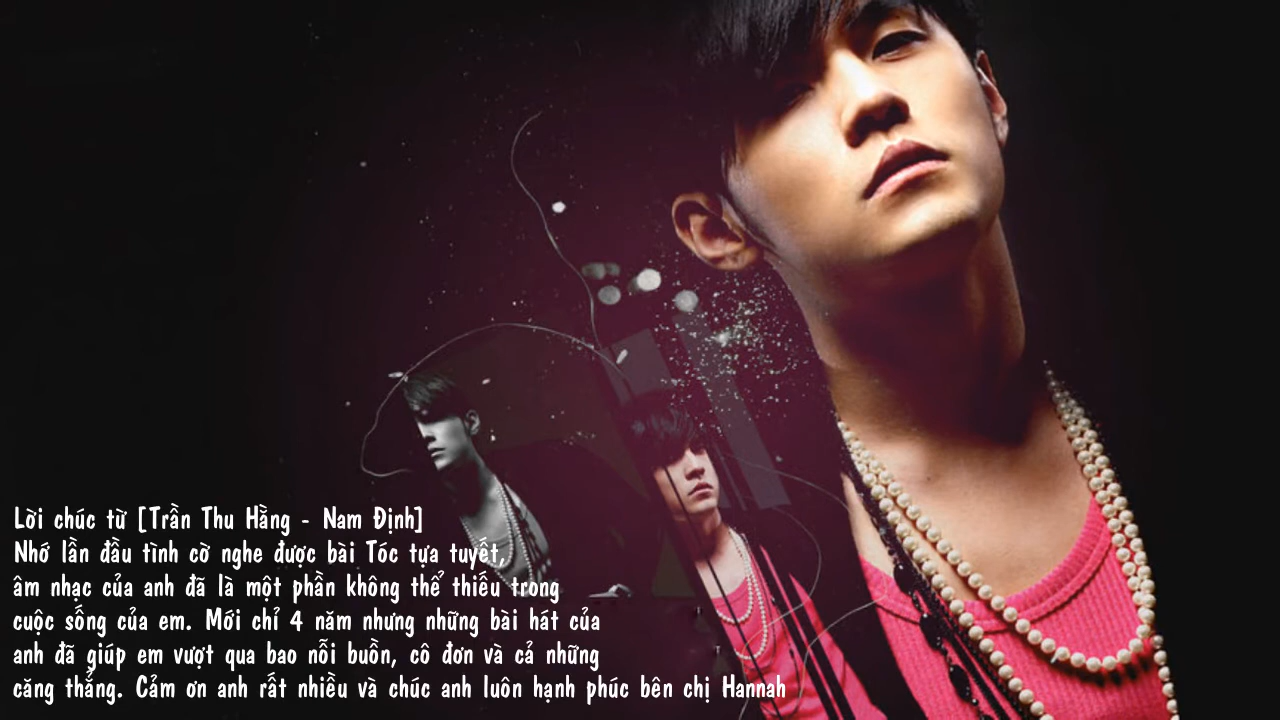 Lời chúc từ [Trần Thu Hằng - Nam Định]
Nhớ lần đầu tình cờ nghe được bài Tóc tựa tuyết,
âm nhạc của anh đã là một phần không thể thiếu trong
cuộc sống của em. Mới chỉ 4 năm nhưng những bài hát của
anh đã giúp em vượt qua bao nỗi buồn, cô đơn và cả những
căng thẳng. Cảm ơn anh rất nhiều và chúc anh luôn hạnh phúc bên chị Hannah